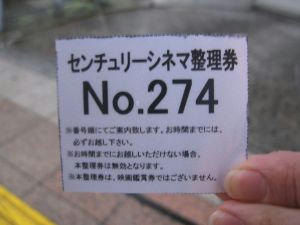 センチュリーシネマ整理券
No.274
※番号順にてご案内致します。お時間までには、
必ずお越し下さい。
※お時間までにお越しいただけない場合、
本整理券は無効となります。
※本整理券は、映画鑑賞券ではございません。